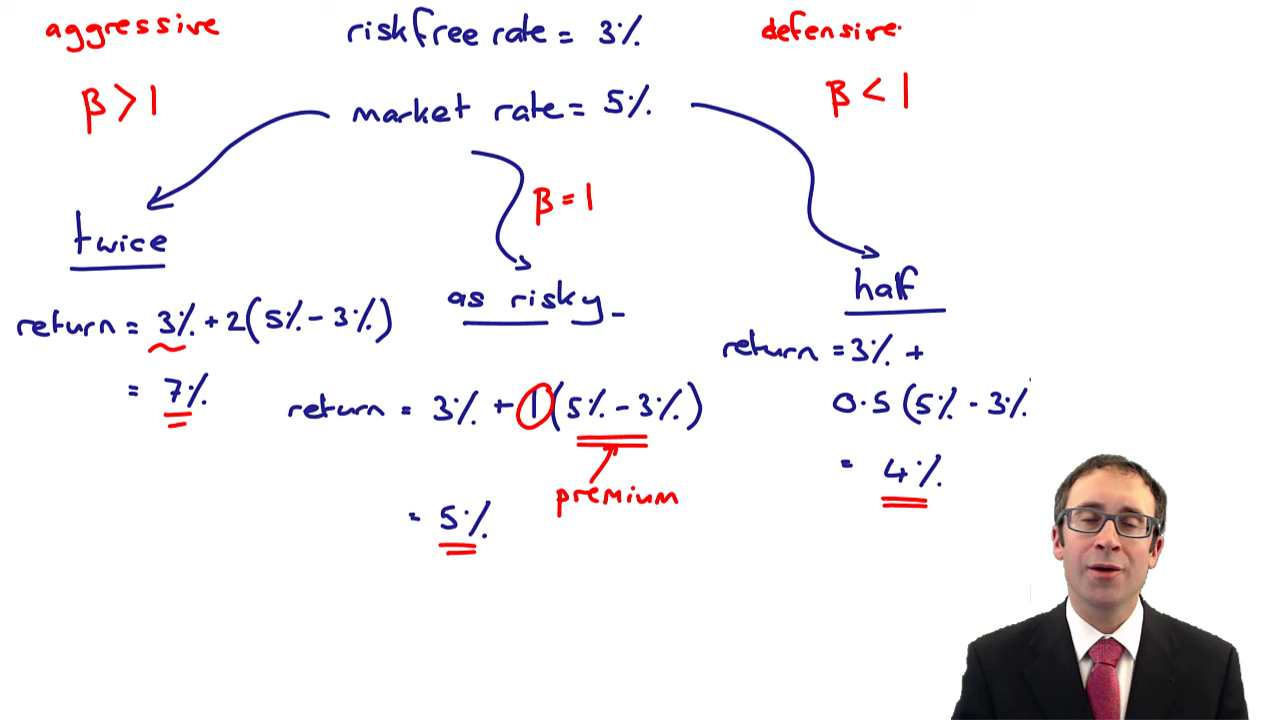 aggressive
riskfree rate = 3%
defensive
β > 1
market rate = 5%
β < 1
β = 1
twice
as risky
half
return = 3% + 2(5% - 3%)
= 7%
return = 3% + 1(5% - 3%)
premium
= 5%
return = 3% +
0.5 (5% - 3%
= 4%